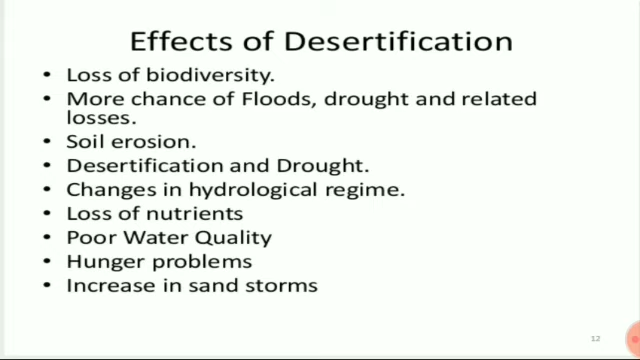 Effects of Desertification
• Loss of biodiversity.
• More chance of Floods, drought and related
losses.
• Soil erosion.
• Desertification and Drought.
• Changes in hydrological regime.
• Loss of nutrients
• Poor Water Quality
• Hunger problems
• Increase in sand storms
12